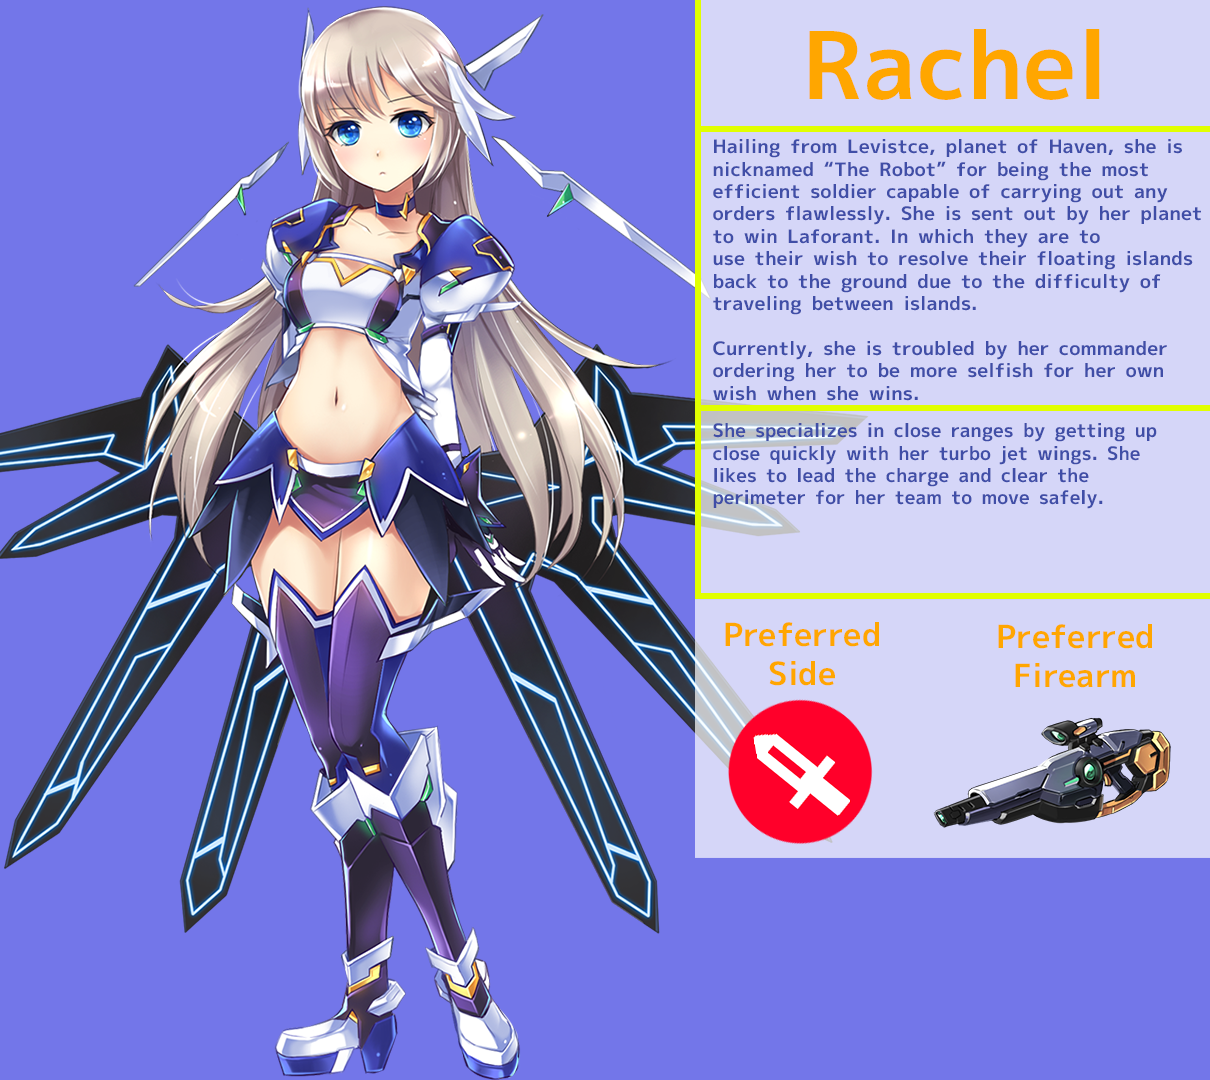 Rachel
Hailing from Levistce, planet of Haven, she is
nicknamed “The Robot” for being the most
efficient soldier capable of carrying out any
orders flawlessly. She is sent out by her planet
to win Laforant. In which they are to
use their wish to resolve their floating islands
back to the ground due to the difficulty of
traveling between islands.
Currently, she is troubled by her commander
ordering her to be more selfish for her own
wish when she wins.
She specializes in close ranges by getting up
close quickly with her turbo jet wings. She
likes to lead the charge and clear the
perimeter for her team to move safely.
Preferred
Side
Preferred
Firearm